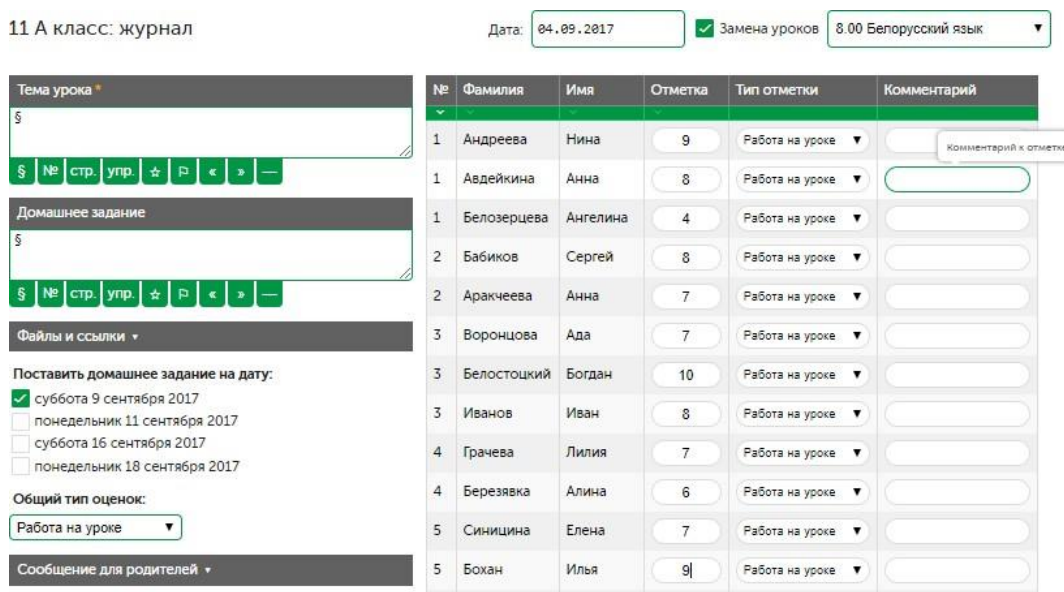 11 А класс: журнал
Дата: 04.09.2017 Замена уроков 8.00 Белорусский язык
Тема урока *
§
§ № стр. упр. ☆ « » —
Домашнее задание
§
§ № стр. упр. ☆ « » —
Файлы и ссылки
Поставить домашнее задание на дату:
суббота 9 сентября 2017
понедельник 11 сентября 2017
суббота 16 сентября 2017
понедельник 18 сентября 2017
Общий тип оценок:
Работа на уроке
Сообщение для родителей
№ Фамилия Имя Отметка Тип отметки Комментарий
1 Андреева Нина 9 Работа на уроке
Комментарий к отметке
1 Авдейкина Анна 8 Работа на уроке
1 Белозерцева Ангелина 4 Работа на уроке
2 Бабиков Сергей 8 Работа на уроке
2 Аракчеева Анна 7 Работа на уроке
3 Воронцова Ада 7 Работа на уроке
3 Белостоцкий Богдан 10 Работа на уроке
3 Иванов Иван 8 Работа на уроке
4 Грачева Лилия 7 Работа на уроке
4 Березявка Алина 6 Работа на уроке
5 Синицина Елена 7 Работа на уроке
5 Бохан Илья 9 Работа на уроке